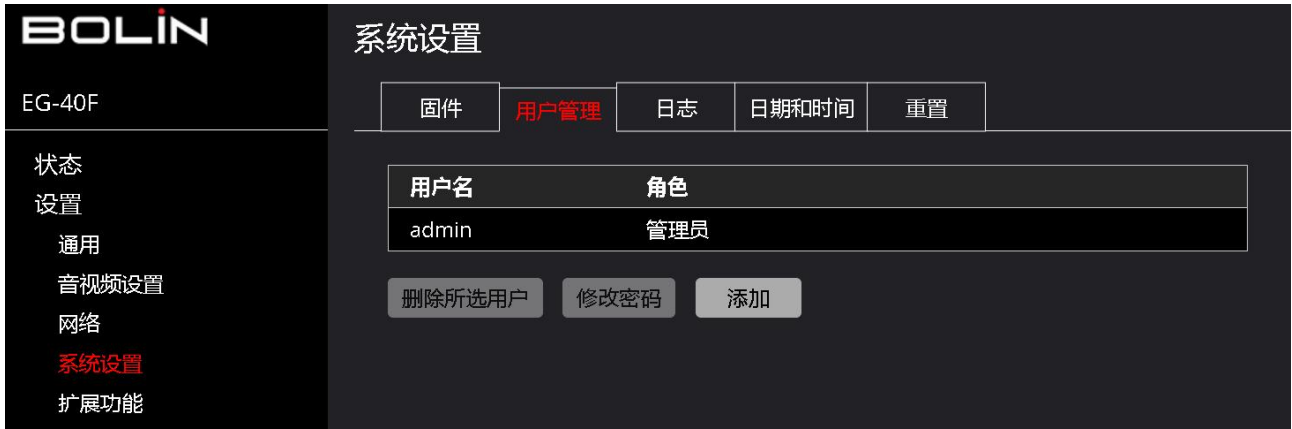 BOLIN
EG-40F
状态
设置
通用
音视频设置
网络
系统设置
扩展功能
系统设置
固件 用户管理 日志 日期和时间 重置
用户名 角色
admin 管理员
删除所选用户 修改密码 添加